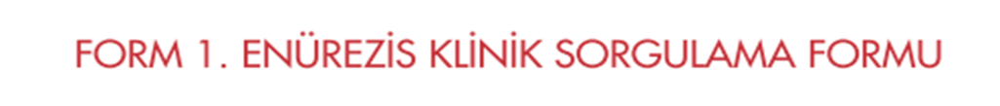 FORM 1. ENÜREZİS KLİNİK SORGULAMA FORMU